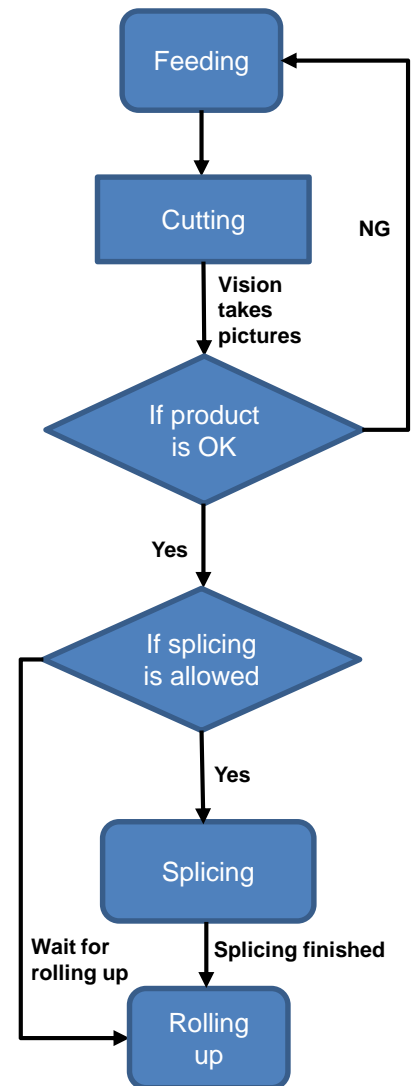 Feeding
Cutting
NG
Vision
takes
pictures
If product
is OK
Yes
If splicing
is allowed
Yes
Splicing
Wait for
rolling up
Splicing finished
Rolling
up